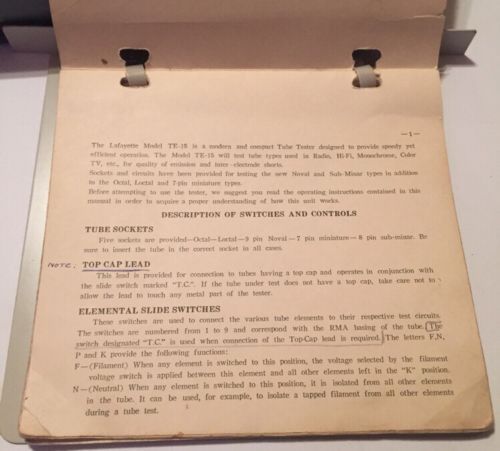 —1—
The Lafayette Model TE-15 is a modern and compact Tube Tester designed to provide speedy yet
efficient operation. The Model TE-15 will test tube types used in Radio, Hi-Fi, Monochrome, Color
TV, etc., for quality of emission and inter-electrode shorts.
Sockets and circuits have been provided for testing the new Noval and Sub-Minar types in addition
to the Octal, Loctal and 7-pin miniature types.
Before attempting to use the tester, we suggest you read the operating instructions contained in this
manual in order to acquire a proper understanding of how this unit works.
DESCRIPTION OF SWITCHES AND CONTROLS
TUBE SOCKETS
Five sockets are provided—Octal—Loctal—9 pin Noval—7 pin miniature—8 pin sub-minar. Be
sure to insert the tube in the correct socket in all cases.
NOTE. TOP CAP LEAD
This lead is provided for connection to tubes having a top cap and operates in conjunction with
the slide switch marked "T.C.". If the tube under test does not have a top cap, take care not to
allow the lead to touch any metal part of the tester.
ELEMENTAL SLIDE SWITCHES
These switches are used to connect the various tube elements to their respective test circuits.
The switches are numbered from 1 to 9 and correspond with the RMA basing of the tube. The
switch designated "T.C." is used when connection of the Top-Cap lead is required. The letters F,N,
P and K provide the following functions:
F—(Filament) When any element is switched to this position, the voltage selected by the filament
voltage switch is applied between this element and all other elements left in the "K" position.
N—(Neutral) When any element is switched to this position, it is isolated from all other elements
in the tube. It can be used, for example, to isolate a tapped filament from all other elements
during a tube test.